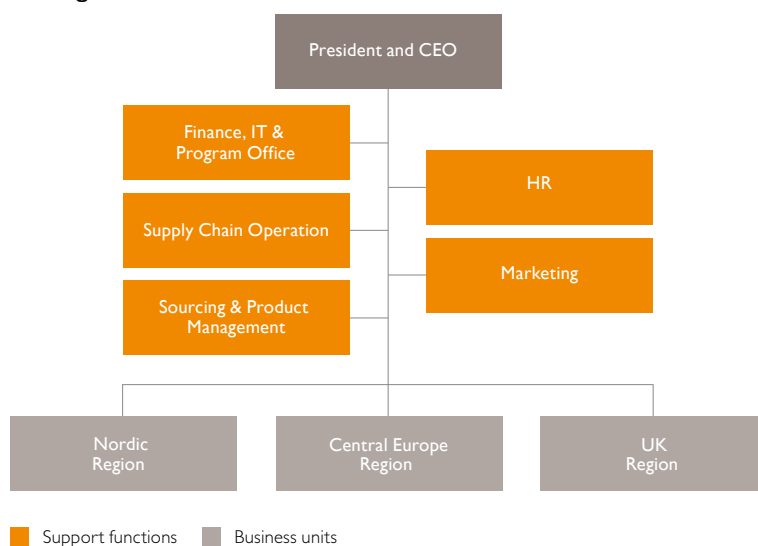 President and CEO
Finance, IT &
Program Office
HR
Supply Chain Operation
Marketing
Sourcing & Product
Management
Nordic
Region
Central Europe
Region
UK
Region
Support functions
Business units